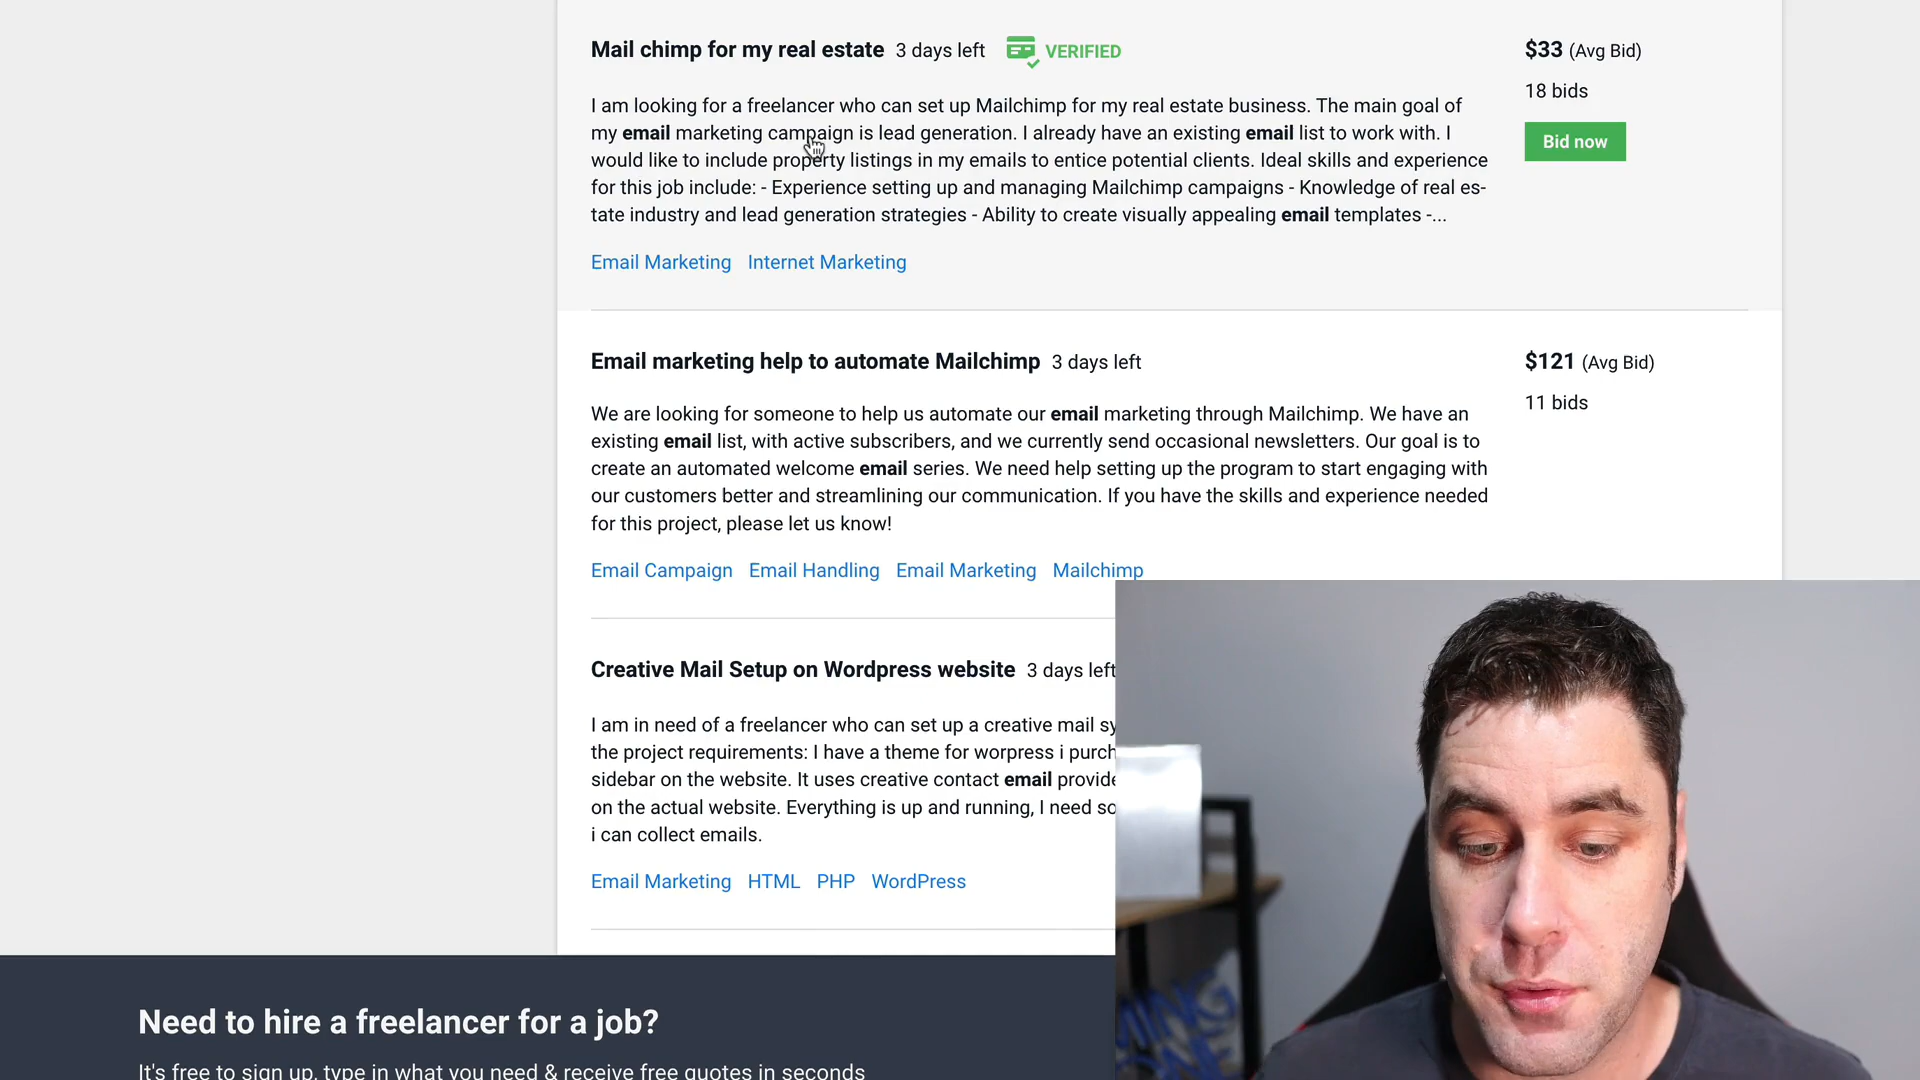 Mail chimp for my real estate 3 days left VERIFIED
$33 (Avg Bid)
18 bids
Bid now
I am looking for a freelancer who can set up Mailchimp for my real estate business. The main goal of
my email marketing campaign is lead generation. I already have an existing email list to work with. I
would like to include property listings in my emails to entice potential clients. Ideal skills and experience
for this job include: - Experience setting up and managing Mailchimp campaigns - Knowledge of real es-
tate industry and lead generation strategies - Ability to create visually appealing email templates -...
Email Marketing Internet Marketing
Email marketing help to automate Mailchimp 3 days left
$121 (Avg Bid)
11 bids
We are looking for someone to help us automate our email marketing through Mailchimp. We have an
existing email list, with active subscribers, and we currently send occasional newsletters. Our goal is to
create an automated welcome email series. We need help setting up the program to start engaging with
our customers better and streamlining our communication. If you have the skills and experience needed
for this project, please let us know!
Email Campaign Email Handling Email Marketing Mailchimp
Creative Mail Setup on Wordpress website 3 days left
I am in need of a freelancer who can set up a creative mail sy
the project requirements: I have a theme for worpress i purch
sidebar on the website. It uses creative contact email provide
on the actual website. Everything is up and running, I need so
i can collect emails.
Email Marketing HTML PHP WordPress
Need to hire a freelancer for a job?
It's free to sign up, type in what you need & receive free quotes in seconds